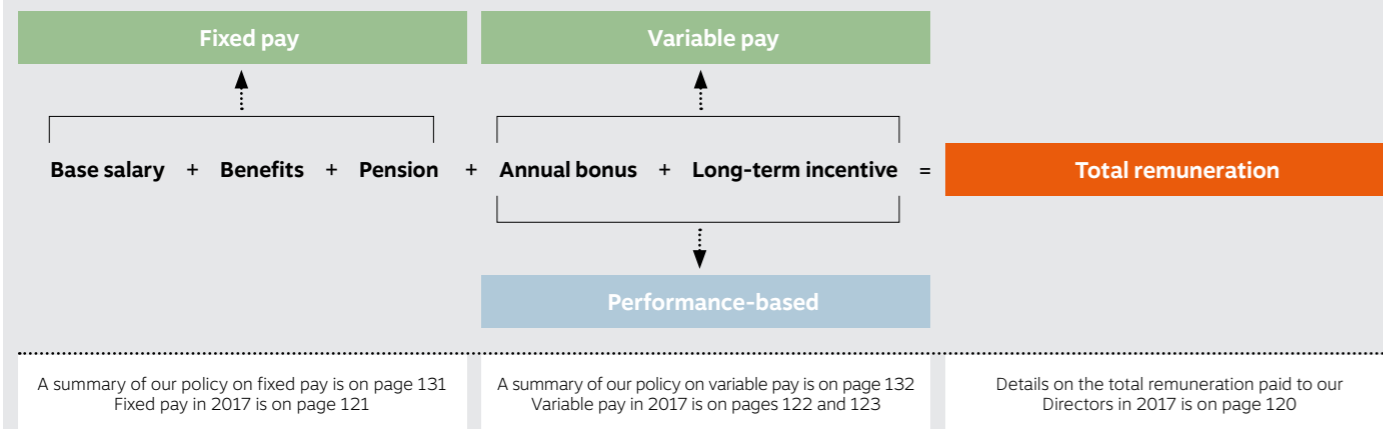 Fixed pay
Variable pay
Base salary + Benefits + Pension + Annual bonus + Long-term incentive = Total remuneration
Performance-based
A summary of our policy on fixed pay is on page 131
Fixed pay in 2017 is on page 121
A summary of our policy on variable pay is on page 132
Variable pay in 2017 is on pages 122 and 123
Details on the total remuneration paid to our
Directors in 2017 is on page 120